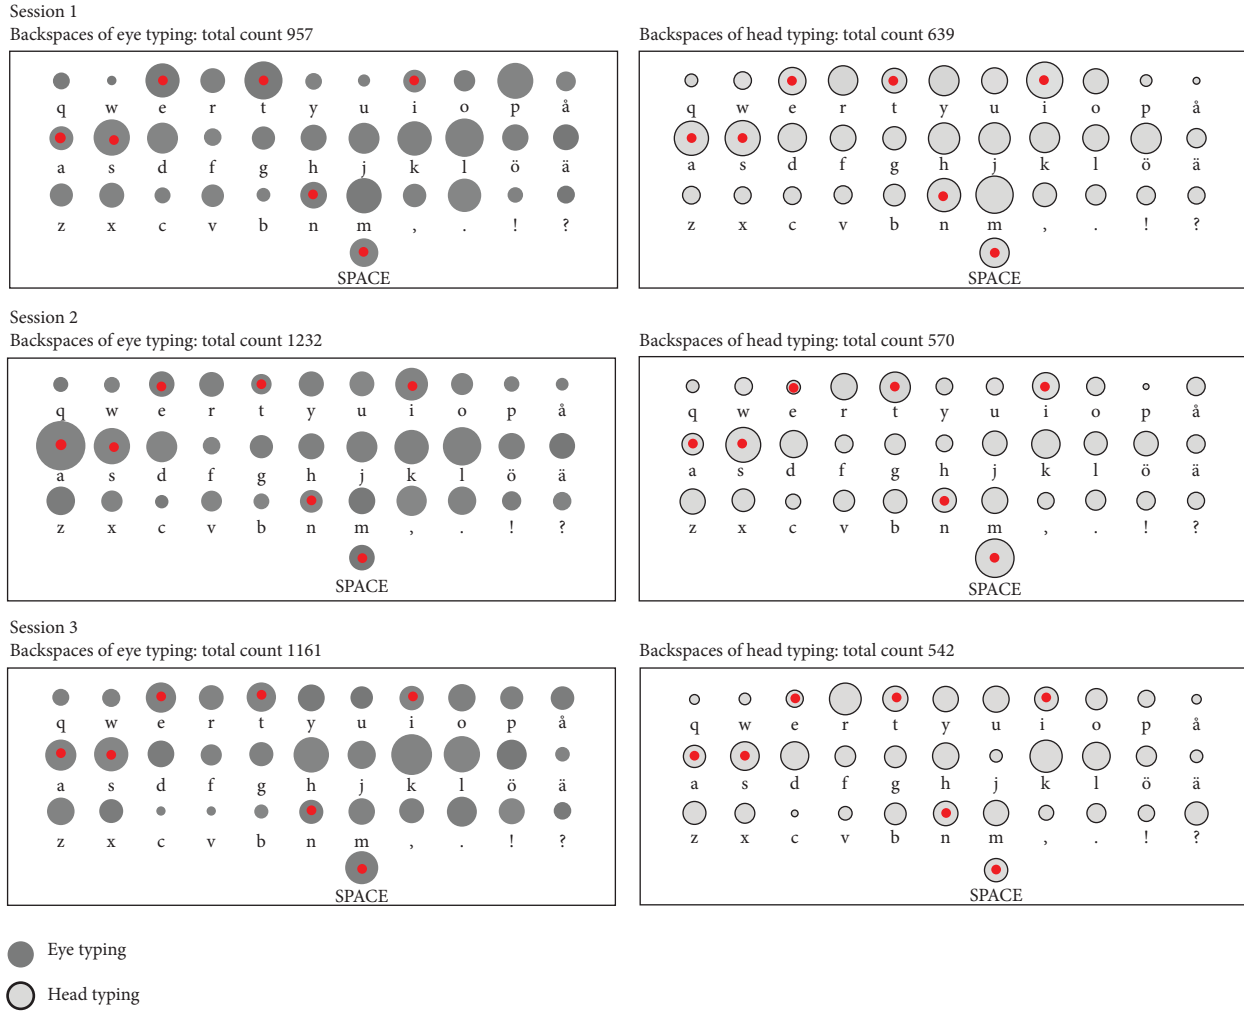 Session 1
Backspaces of eye typing: total count 957
q w e r t y u i o p å
a s d f g h j k l ö ä
z x c v b n m , . ! ?
SPACE
Backspaces of head typing: total count 639
q w e r t y u i o p å
a s d f g h j k l ö ä
z x c v b n m , . ! ?
SPACE
Session 2
Backspaces of eye typing: total count 1232
q w e r t y u i o p å
a s d f g h j k l ö ä
z x c v b n m , . ! ?
SPACE
Backspaces of head typing: total count 570
q w e r t y u i o p å
a s d f g h j k l ö ä
z x c v b n m , . ! ?
SPACE
Session 3
Backspaces of eye typing: total count 1161
q w e r t y u i o p å
a s d f g h j k l ö ä
z x c v b n m , . ! ?
SPACE
Backspaces of head typing: total count 542
q w e r t y u i o p å
a s d f g h j k l ö ä
z x c v b n m , . ! ?
SPACE
Eye typing
Head typing